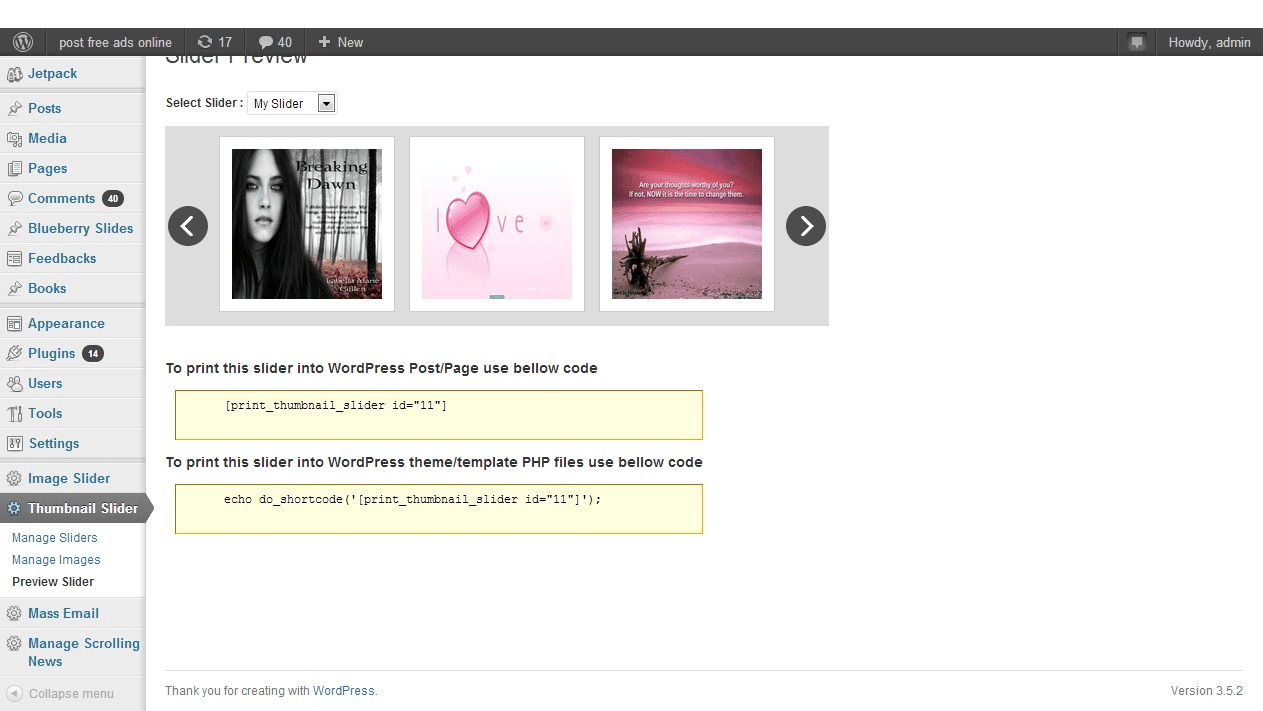 post free ads online 17 40 New Howdy, admin
Slider Preview
Jetpack
Posts
Media
Pages
Comments 40
Blueberry Slides
Feedbacks
Books
Appearance
Plugins 14
Users
Tools
Settings
Image Slider
Thumbnail Slider
Manage Sliders
Manage Images
Preview Slider
Mass Email
Manage Scrolling
News
Collapse menu
Select Slider : My Slider
Breaking
Dawn
Isabella Marie
Cullen
love
Are your thoughts worthy of you?
If not, NOW it is the time to change them.
To print this slider into WordPress Post/Page use bellow code
[print_thumbnail_slider id="11"]
To print this slider into WordPress theme/template PHP files use bellow code
echo do_shortcode('[print_thumbnail_slider id="11"]');
Thank you for creating with WordPress.
Version 3.5.2